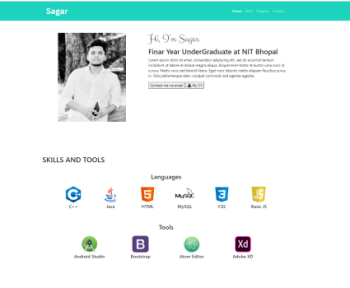 Sagar
Home Skills Projects Contact
Hi, I'm Sagar
Finar Year UnderGraduate at NIT Bhopal
Lorem ipsum dolor sit amet, consectetur adipiscing elit, sed do eiusmod tempor
incididunt ut labore et dolore magna aliqua.
Contact me via email My CV
SKILLS AND TOOLS
Languages
C++ Java HTML MySQL CSS Basic JS
Tools
Android Studio Bootstrap Atom Editor Adobe XD